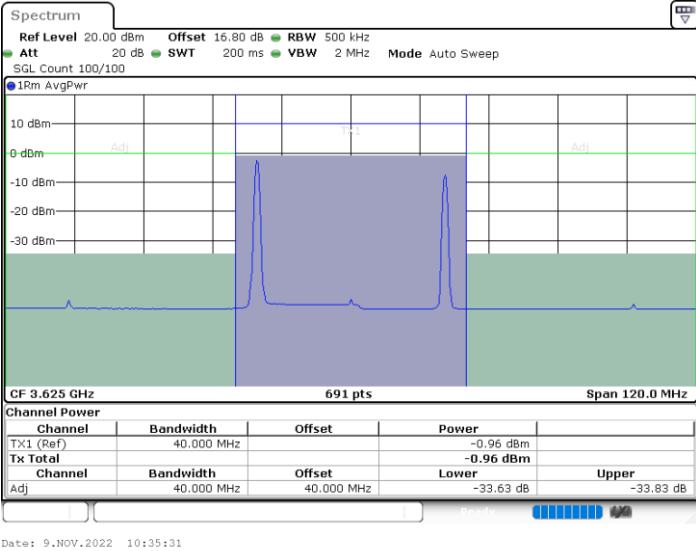 Spectrum
Ref Level 20.00 dBm Offset 16.80 dB RBW 500 kHz
Att 20 dB SWT 200 ms VBW 2 MHz Mode Auto Sweep
SGL Count 100/100
1Rm AvgPwr
10 dBm
TX1
Adj Adj
0 dBm
-10 dBm
-20 dBm
-30 dBm
CF 3.625 GHz 691 pts Span 120.0 MHz
Channel Power
Channel Bandwidth Offset Power
TX1 (Ref) 40.000 MHz -0.96 dBm
Tx Total -0.96 dBm
Channel Bandwidth Offset Lower Upper
Adj 40.000 MHz 40.000 MHz -33.63 dB -33.83 dB
Ready
Date: 9.NOV.2022 10:35:31